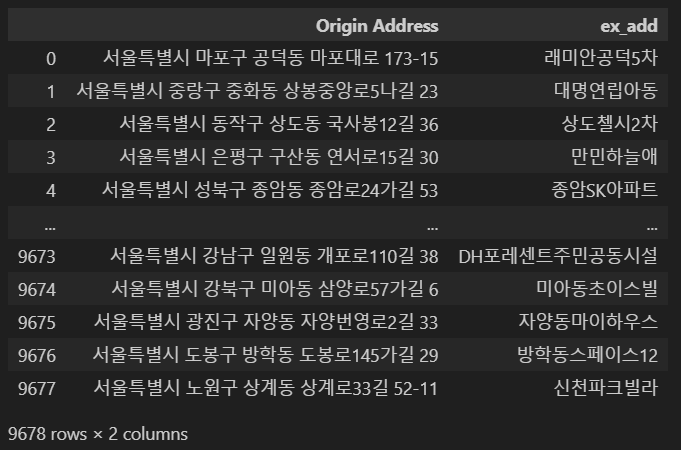 Origin Address ex_add
0 서울특별시 마포구 공덕동 마포대로 173-15 래미안공덕5차
1 서울특별시 중랑구 중화동 상봉중앙로5나길 23 대명연립아동
2 서울특별시 동작구 상도동 국사봉12길 36 상도첼시2차
3 서울특별시 은평구 구산동 연서로15길 30 만민하늘애
4 서울특별시 성북구 종암동 종암로24가길 53 종암SK아파트
... ... ...
9673 서울특별시 강남구 일원동 개포로110길 38 DH포레센트주민공동시설
9674 서울특별시 강북구 미아동 삼양로57가길 6 미아동초이스빌
9675 서울특별시 광진구 자양동 자양번영로2길 33 자양동마이하우스
9676 서울특별시 도봉구 방학동 도봉로145가길 29 방학동스페이스12
9677 서울특별시 노원구 상계동 상계로33길 52-11 신천파크빌라
9678 rows × 2 columns